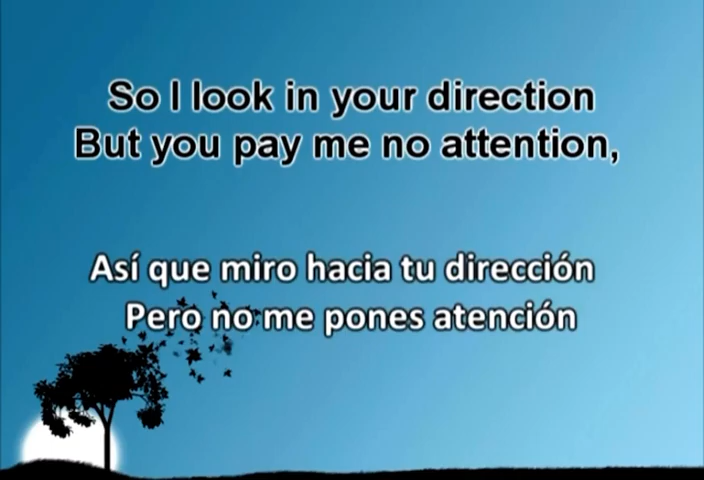 So I look in your direction
But you pay me no attention,
Así que miro hacia tu dirección
Pero no me pones atención